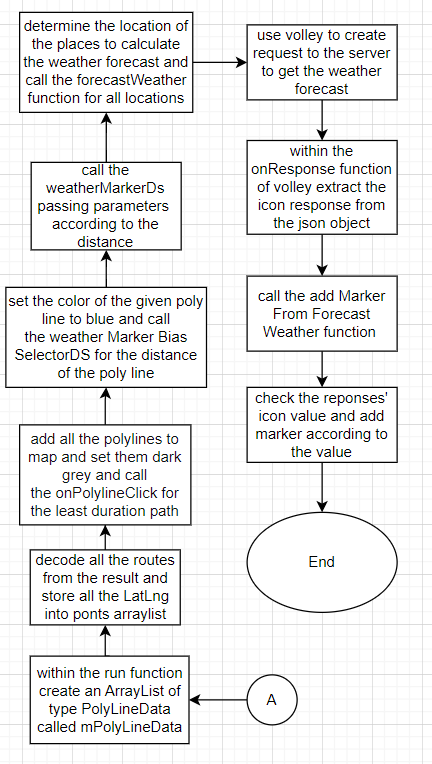 A
within the run function
create an ArrayList of
type PolyLineData
called mPolyLineData
decode all the routes
from the result and
store all the LatLng
into ponts arraylist
add all the polylines to
map and set them dark
grey and call
the onPolylineClick for
the least duration path
set the color of the given poly
line to blue and call
the weather Marker Bias
SelectorDS for the distance
of the poly line
call the
weatherMarkerDs
passing parameters
according to the
distance
determine the location of
the places to calculate
the weather forecast and
call the forecastWeather
function for all locations
use volley to create
request to the server
to get the weather
forecast
within the
onResponse function
of volley extract the
icon response from
the json object
call the add Marker
From Forecast
Weather function
check the reponses'
icon value and add
marker according to
the value
End